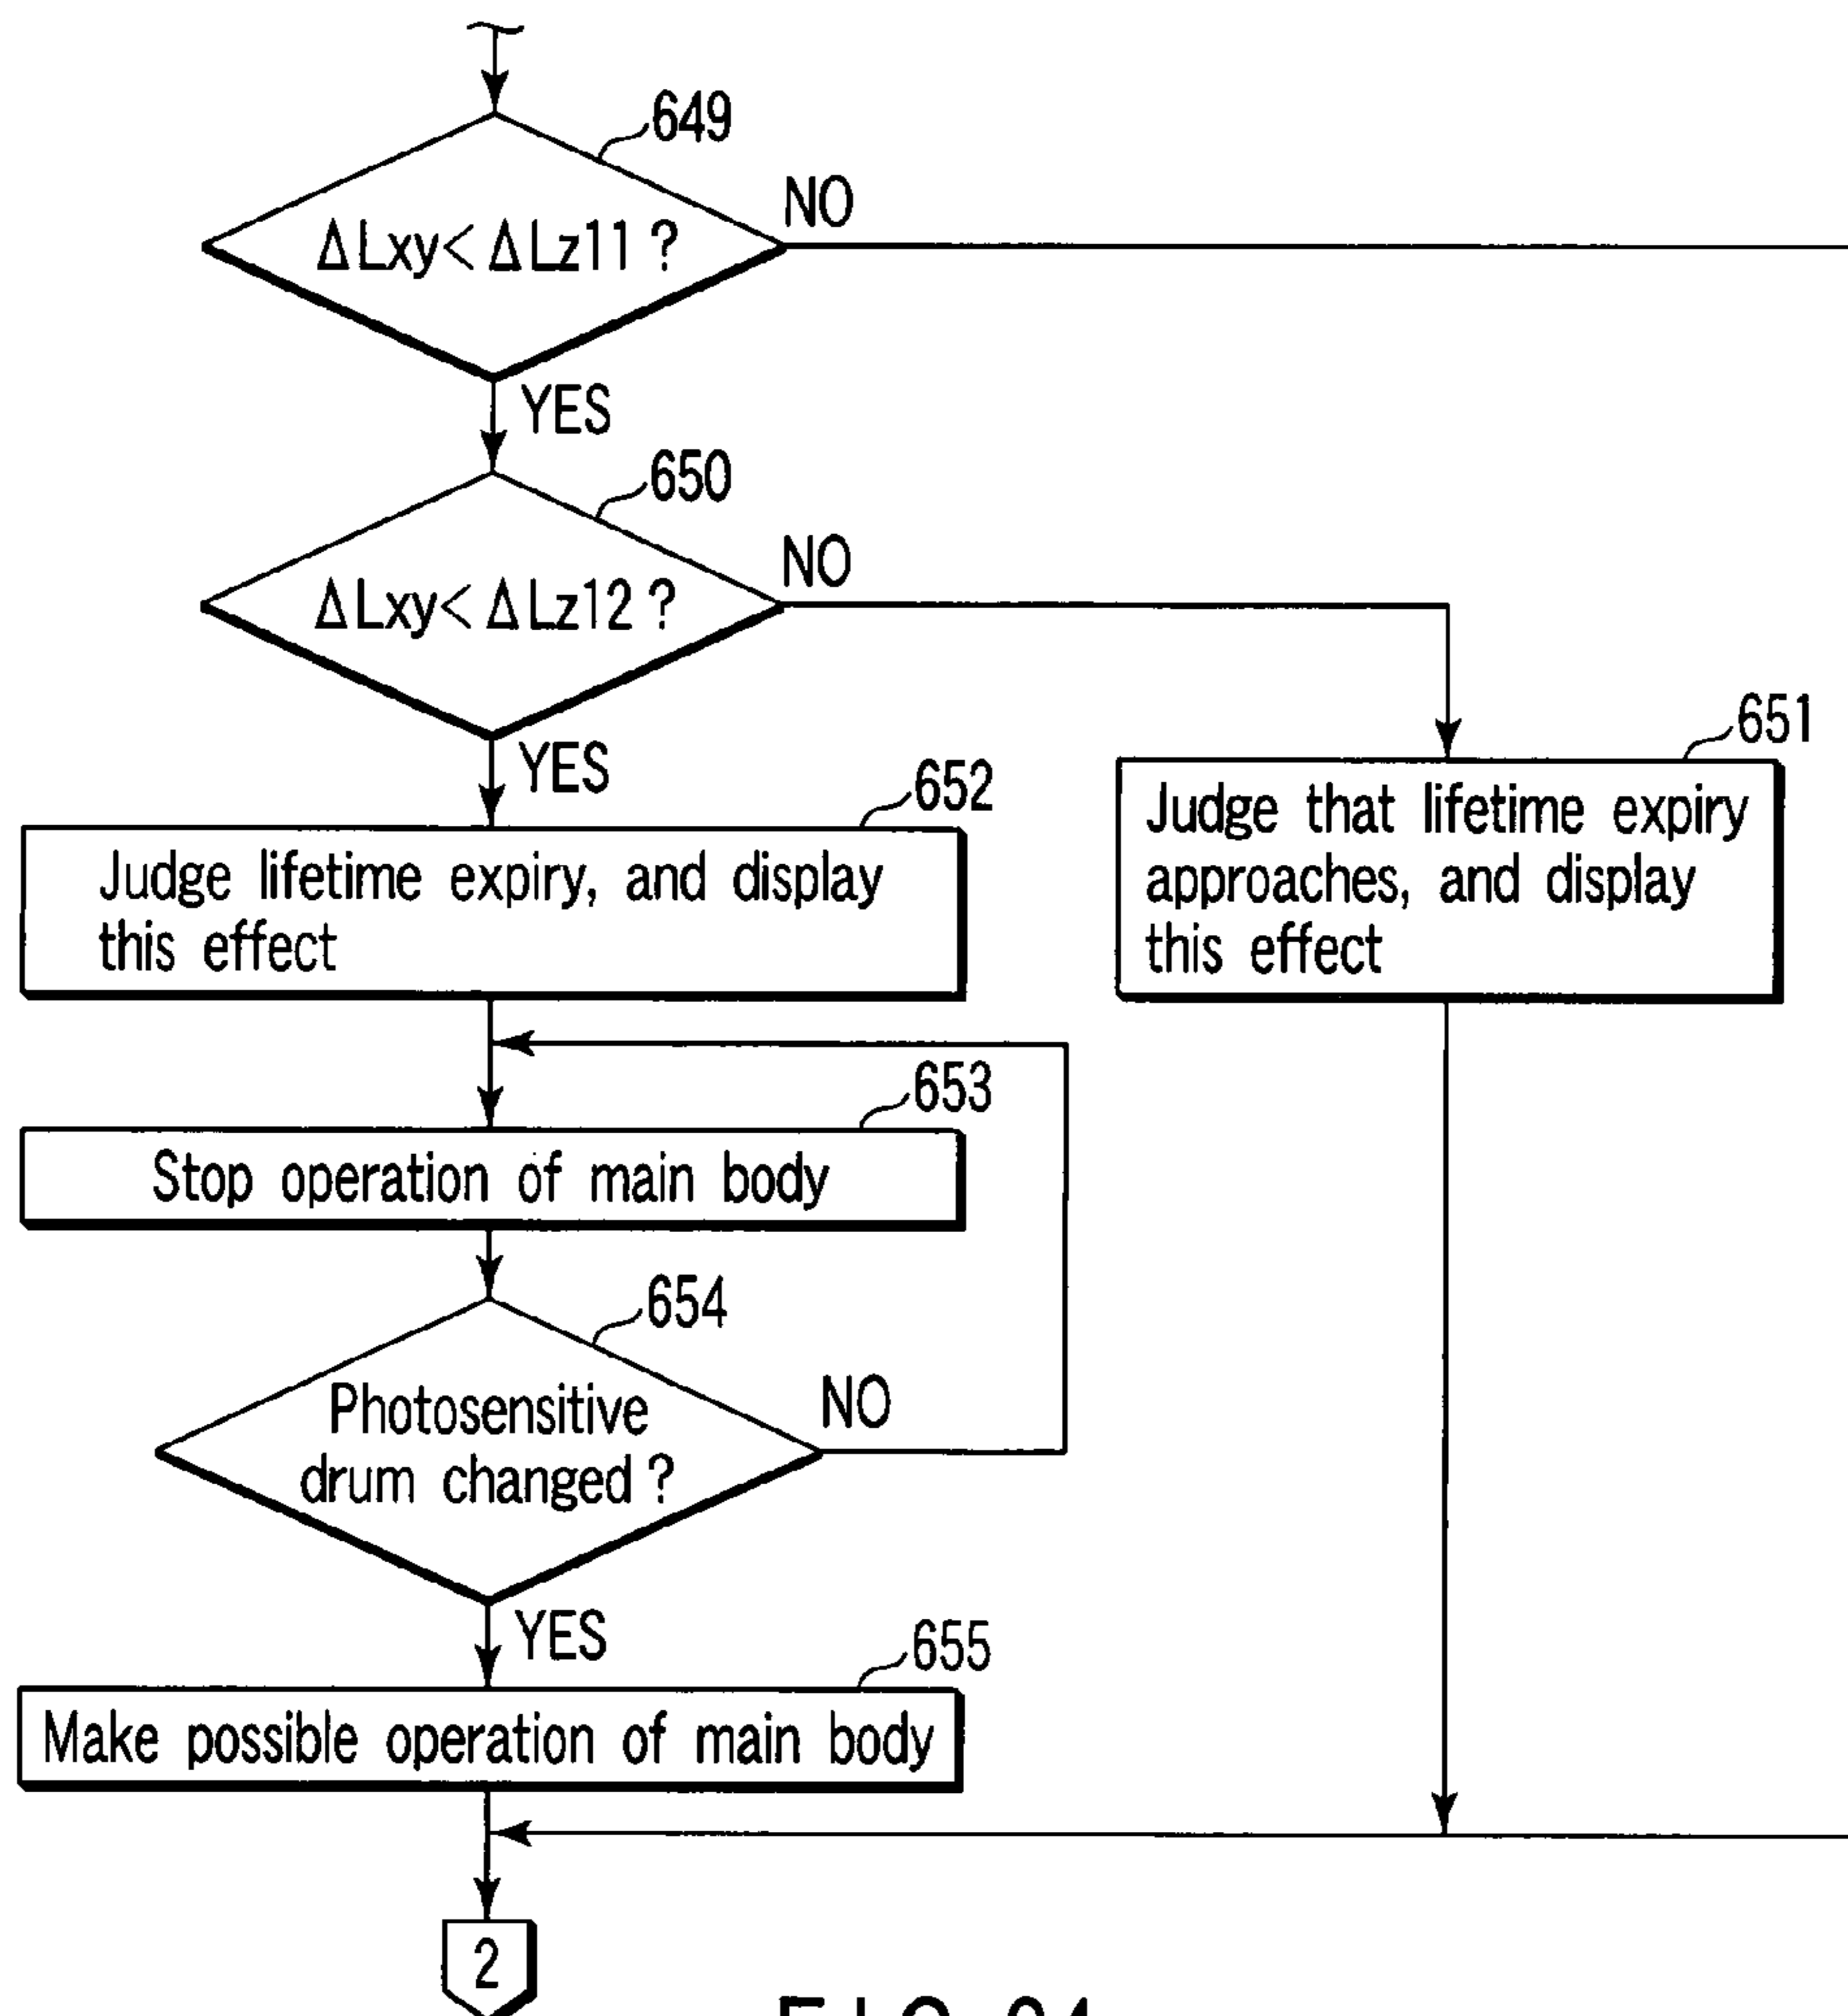 649
ΔLxy< ΔLz11 ?
NO
YES
650
ΔLxy< ΔLz12 ?
NO
YES
651
Judge that lifetime expiry
approaches, and display
this effect
652
Judge lifetime expiry, and display
this effect
653
Stop operation of main body
654
Photosensitive
drum changed ?
NO
YES
655
Make possible operation of main body
2